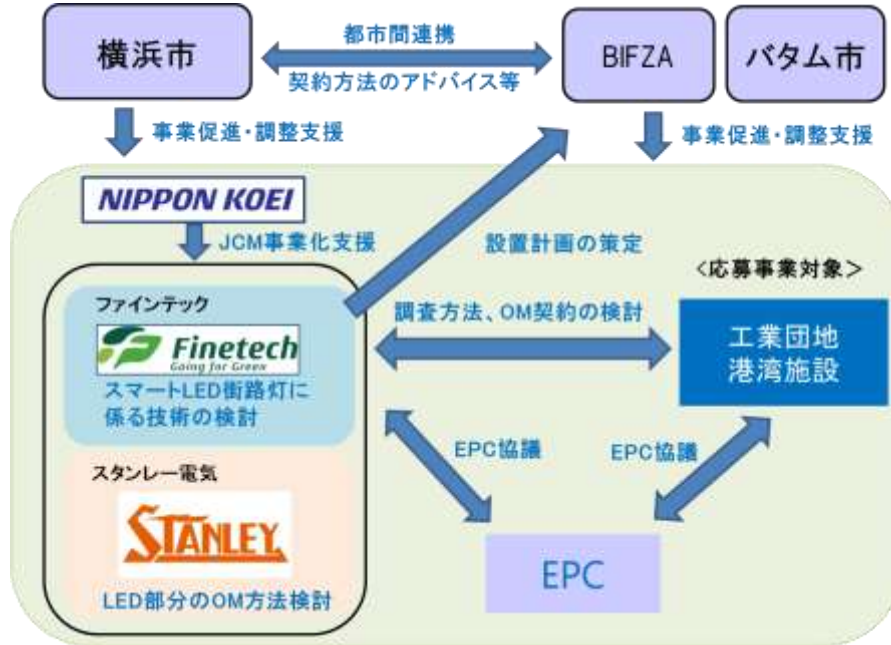 横浜市
都市間連携
契約方法のアドバイス等
BIFZA
バタム市
事業促進・調整支援
事業促進・調整支援
NIPPON KOEI
JCM事業化支援
設置計画の策定
＜応募事業対象＞
ファインテック
Finetech
Going for Green
スマートLED街路灯に
係る技術の検討
調査方法、OM契約の検討
工業団地
港湾施設
EPC協議
EPC協議
スタンレー電気
STANLEY
LED部分のOM方法検討
EPC